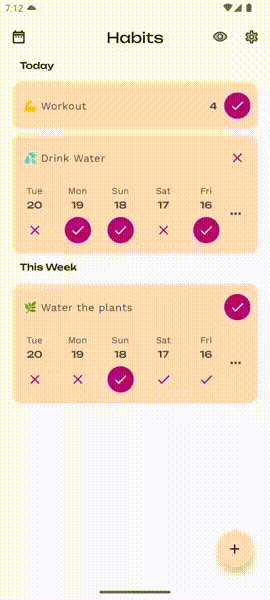 7:12
Habits
Today
💪 Workout 4
💦 Drink Water
Tue Mon Sun Sat Fri
20 19 18 17 16
This Week
🌿 Water the plants
Tue Mon Sun Sat Fri
20 19 18 17 16